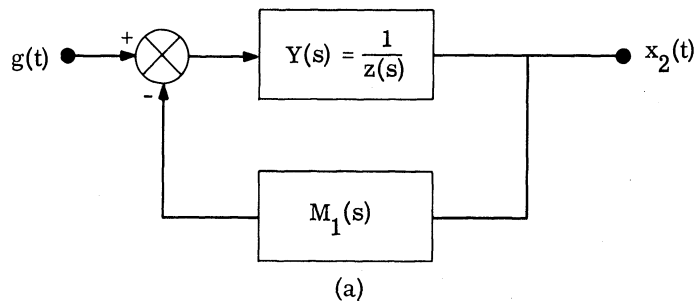 g(t)
+
-
Y(s) = 1/z(s)
x₂(t)
M₁(s)
(a)